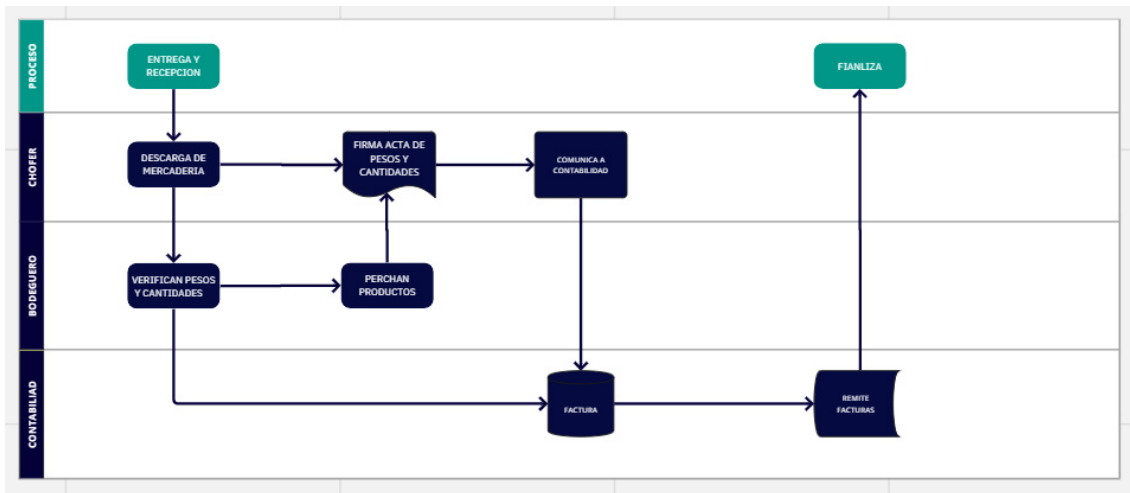 PROCESO
ENTREGA Y
RECEPCION
FIANLIZA
CHOFER
DESCARGA DE
MERCADERIA
FIRMA ACTA DE
PESOS Y
CANTIDADES
COMUNICA A
CONTABILIDAD
BODEGUERO
VERIFICAN PESOS
Y CANTIDADES
PERCHAN
PRODUCTOS
CONTABILIAD
FACTURA
REMITE
FACTURAS